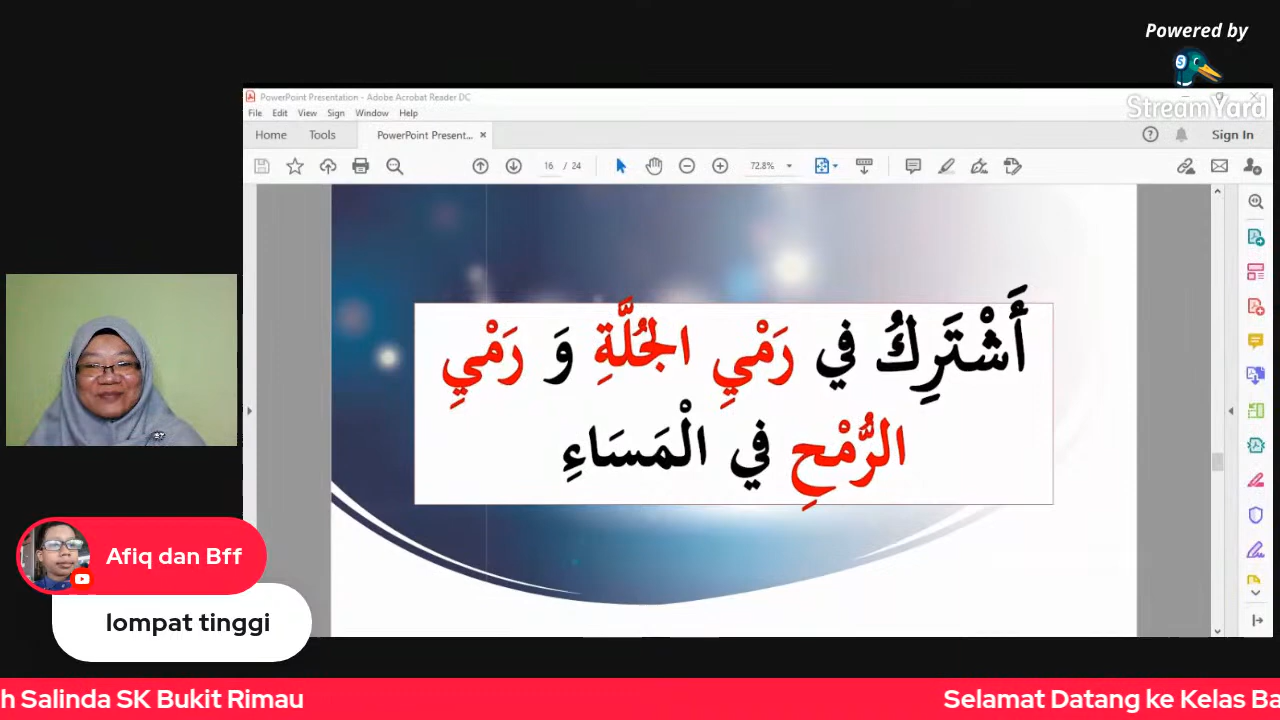 Powered by
StreamYard
PowerPoint Presentation - Adobe Acrobat Reader DC
File Edit View Sign Window Help
Home Tools PowerPoint Present... Sign In
16 / 24 72.8%
أَشْتَرِكُ في رَمْيِ الجُلَّةِ وَ رَمْيِ
الرُّمْحِ في الْمَسَاءِ
Afiq dan Bff
lompat tinggi
h Salinda SK Bukit Rimau Selamat Datang ke Kelas Ba